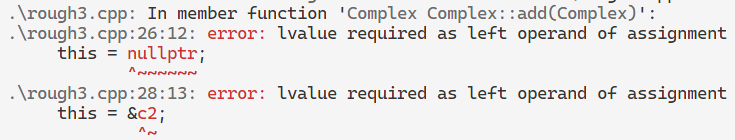 .\rough3.cpp: In member function 'Complex Complex::add(Complex)':
.\rough3.cpp:26:12: error: lvalue required as left operand of assignment
     this = nullptr;
            ^~~~~~~
.\rough3.cpp:28:13: error: lvalue required as left operand of assignment
     this = &c2;
             ^~